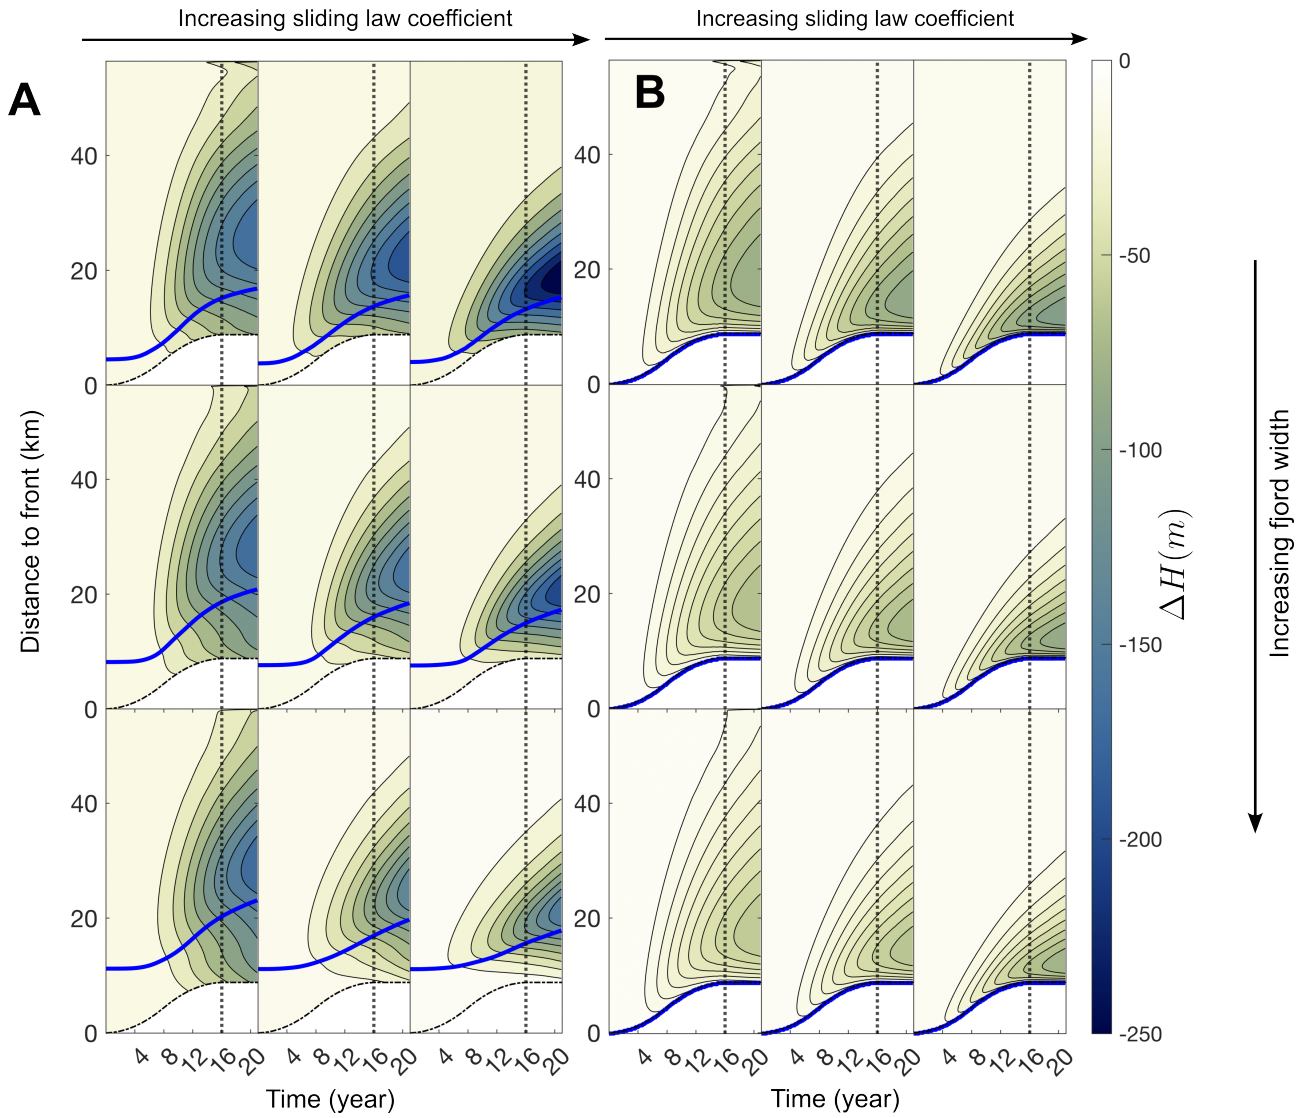 Increasing sliding law coefficient
Increasing sliding law coefficient
A
B
40
20
0
40
20
0
40
20
0
40
20
0
40
20
0
40
20
0
Distance to front (km)
4 8 12 16 20
4 8 12 16 20
4 8 12 16 20
4 8 12 16 20
4 8 12 16 20
4 8 12 16 20
Time (year)
Time (year)
0
-50
-100
-150
-200
-250
ΔH(m)
Increasing fjord width